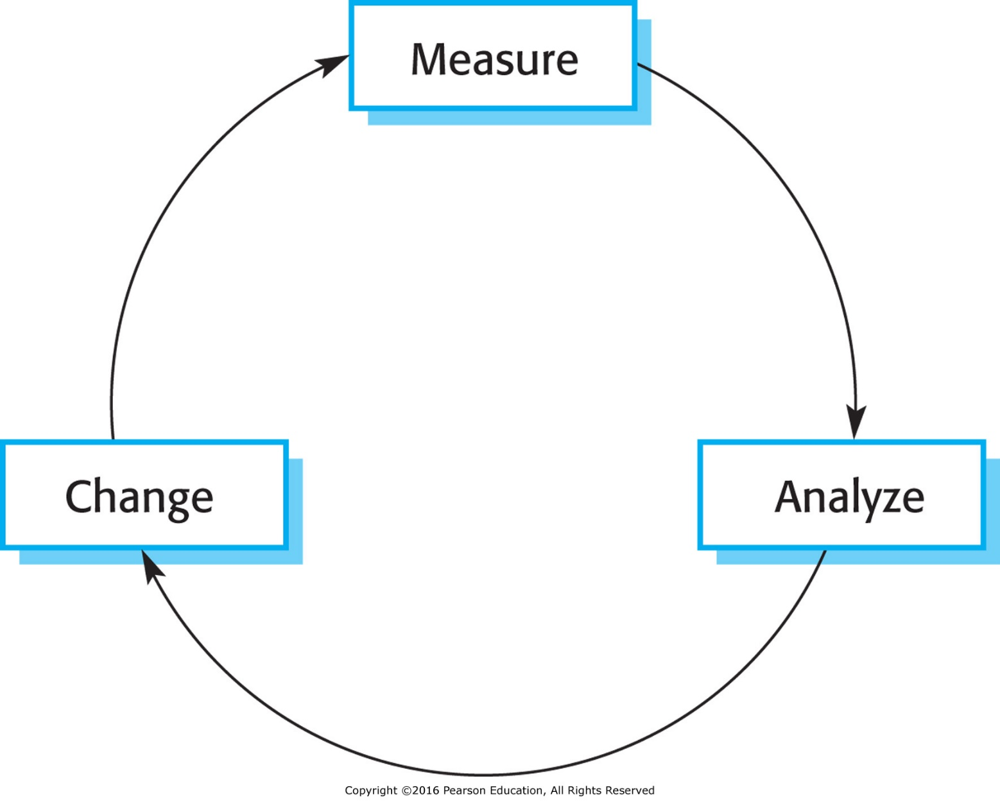 Measure
Change
Analyze
Copyright ©2016 Pearson Education, All Rights Reserved